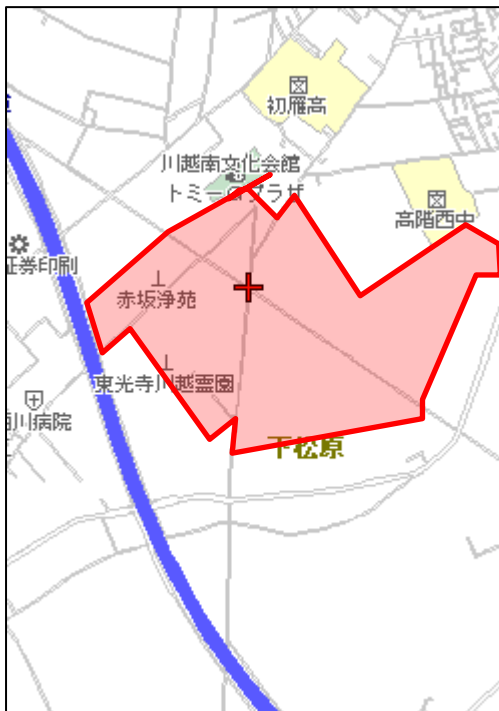 初雁高
川越南文化会館
トミーのプラザ
高階西中
証券印刷
赤坂浄苑
東光寺川越霊園
川病院
下松原